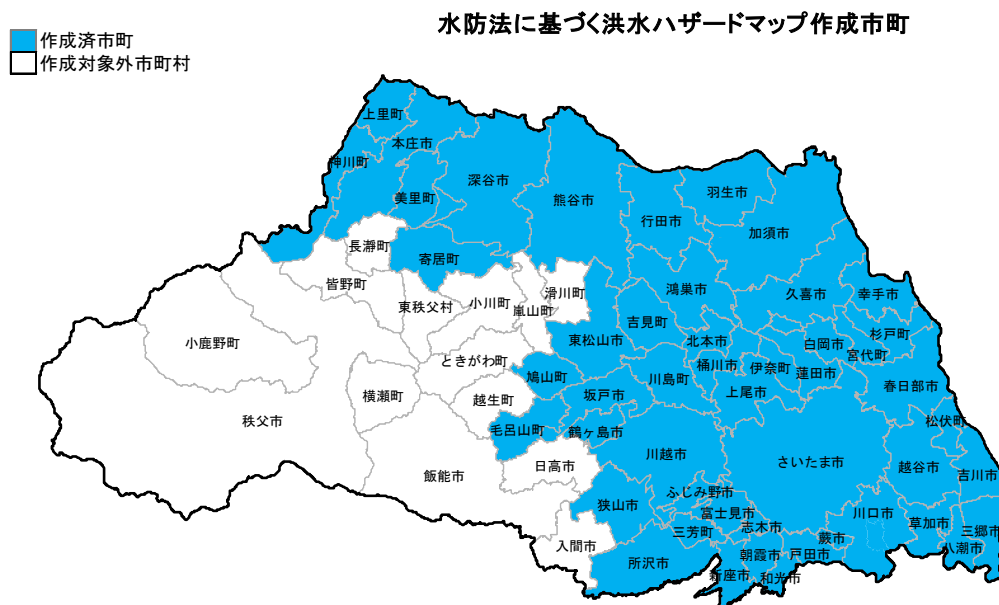 水防法に基づく洪水ハザードマップ作成市町
作成済市町
作成対象外市町村
上里町
本庄市
神川町
美里町
深谷市
熊谷市
羽生市
行田市
加須市
長瀞町
寄居町
皆野町
東秩父村
小川町
嵐山町
滑川町
鴻巣市
久喜市
幸手市
吉見町
小鹿野町
東松山市
北本市
白岡市
杉戸町
宮代町
ときがわ町
鳩山町
川島町
桶川市
伊奈町
蓮田市
横瀬町
越生町
坂戸市
上尾市
春日部市
秩父市
毛呂山町
鶴ヶ島市
松伏町
飯能市
日高市
川越市
さいたま市
越谷市
吉川市
狭山市
ふじみ野市
富士見市
三芳町
志木市
川口市
草加市
三郷市
入間市
所沢市
朝霞市
戸田市
蕨市
八潮市
新座市
和光市